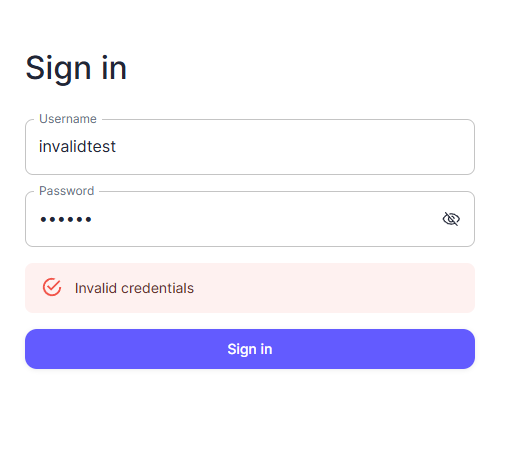 Sign in
Username
invalidtest
Password
••••••
Invalid credentials
Sign in